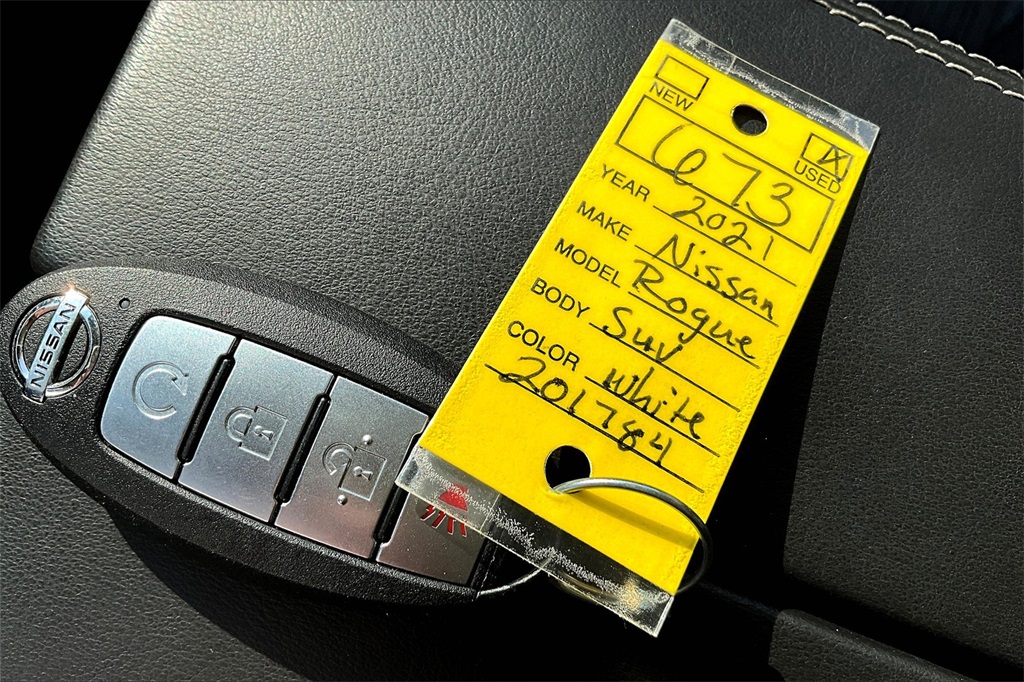 NEW
X
USED
673
YEAR 2021
MAKE Nissan
MODEL Rogue
BODY Suv
COLOR white
201784
NISSAN